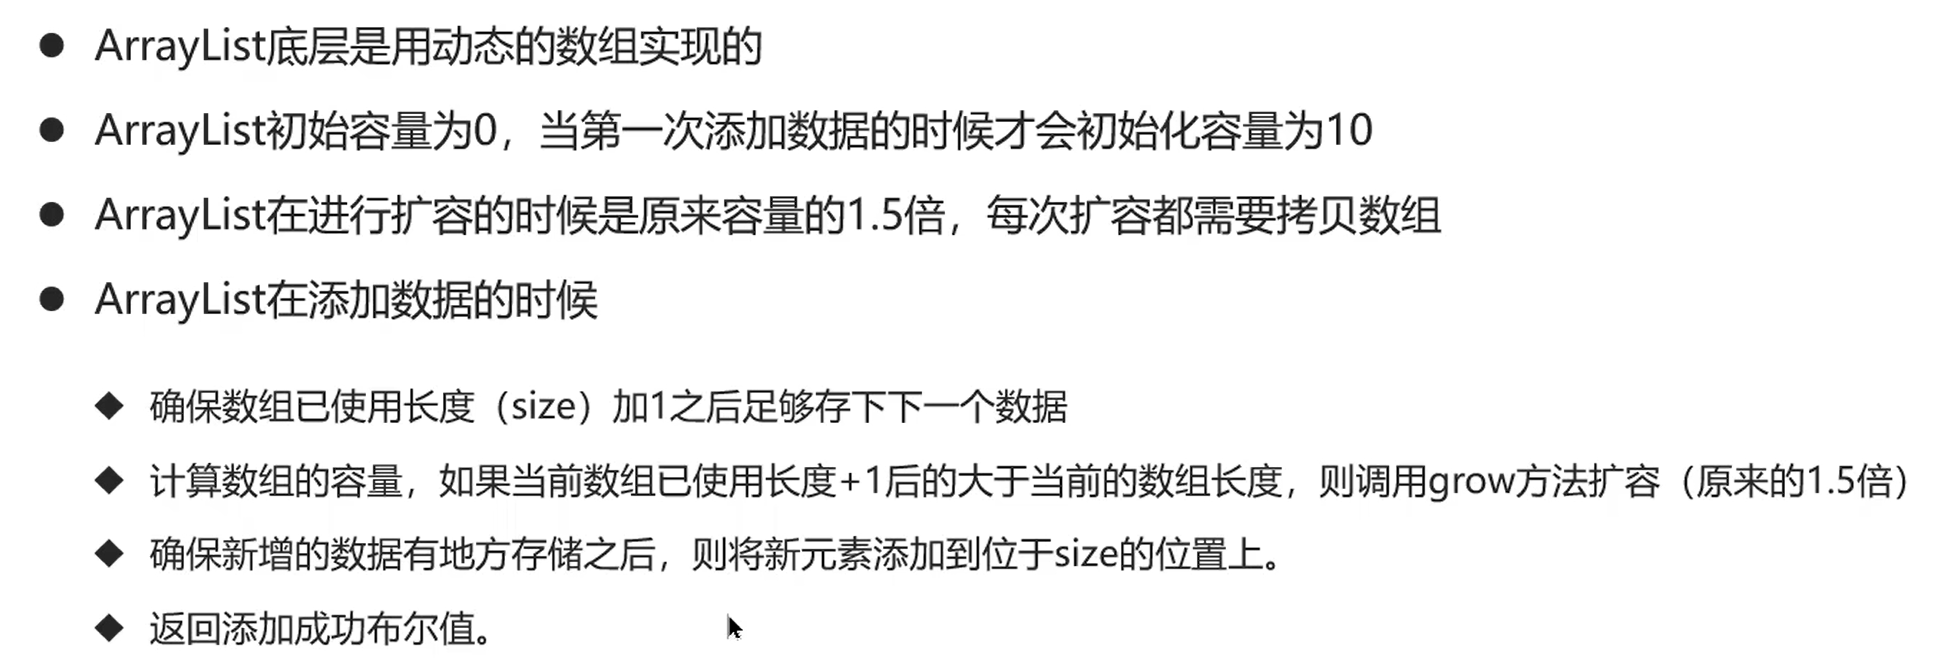 ● ArrayList底层是用动态的数组实现的
● ArrayList初始容量为0，当第一次添加数据的时候才会初始化容量为10
● ArrayList在进行扩容的时候是原来容量的1.5倍，每次扩容都需要拷贝数组
● ArrayList在添加数据的时候
◆ 确保数组已使用长度（size）加1之后足够存下下一个数据
◆ 计算数组的容量，如果当前数组已使用长度+1后的大于当前的数组长度，则调用grow方法扩容（原来的1.5倍）
◆ 确保新增的数据有地方存储之后，则将新元素添加到位于size的位置上。
◆ 返回添加成功布尔值。